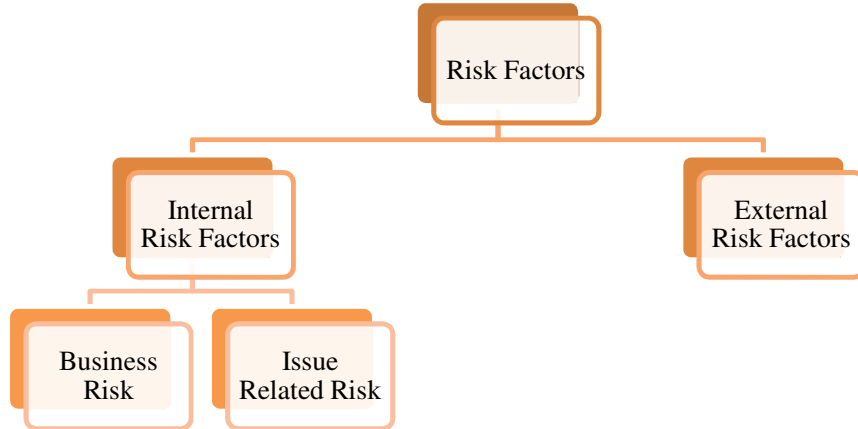 Risk Factors
Internal
Risk Factors
External
Risk Factors
Business
Risk
Issue
Related Risk